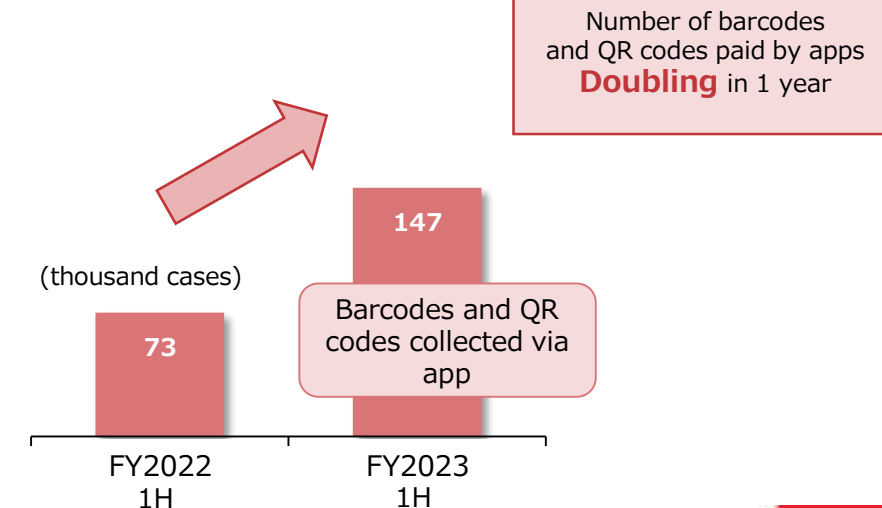 Number of barcodes
and QR codes paid by apps
Doubling in 1 year
147
(thousand cases)
Barcodes and QR
codes collected via
app
73
FY2022
1H
FY2023
1H